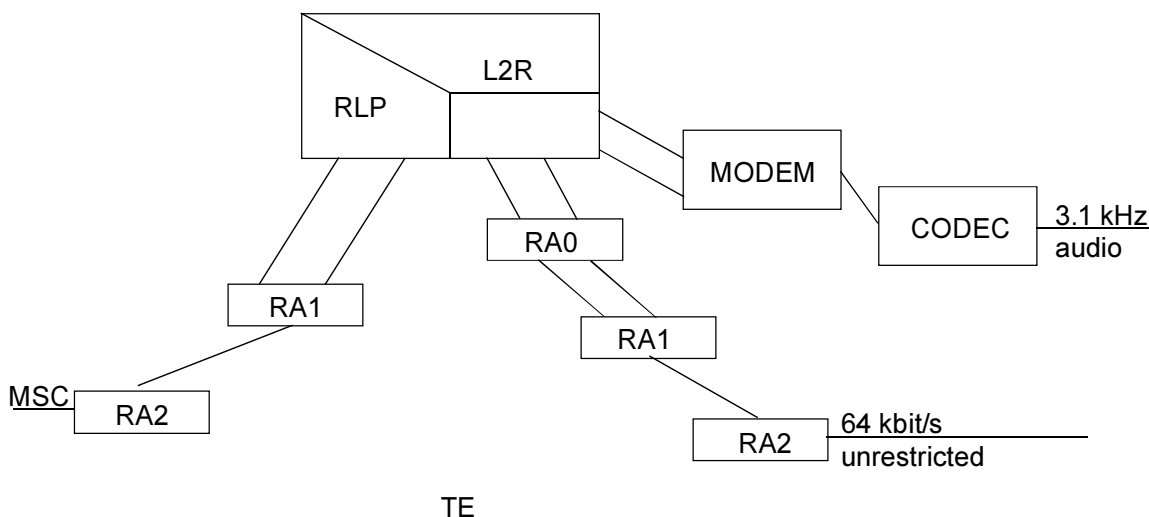 L2R
RLP
MODEM
CODEC
3.1 kHz
audio
RA0
RA1
RA1
MSC
RA2
RA2
64 kbit/s
unrestricted
TE